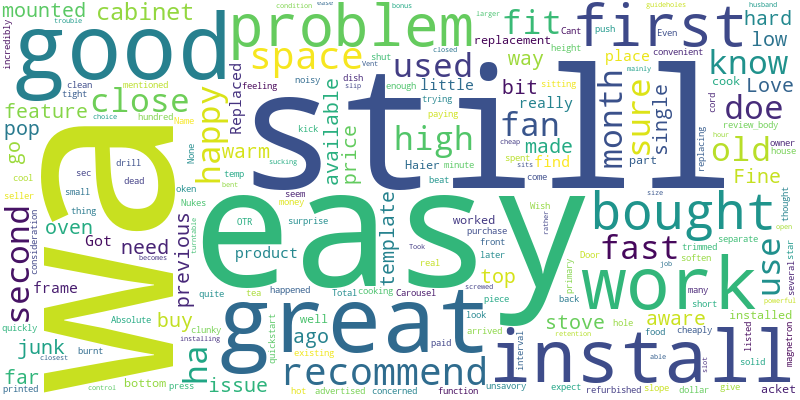 wa
still
easy
good
great
install
work
problem
first
bought
recommend
space
fit
used
high
fan
close
happy
second
old
doe
know
sure
month
fast
use
cabinet
mounted
hard
low
way
replacement
place
convenient
cook
Love
Fine
single
little
bit
really
made
find
part
price
available
warm
Replaced
feature
pop
go
oven
Got
need
previous
frame
buy
junk
far
bottom
issue
ha
ago
template
product
worked
top
stove
aware
installed
acket
Haier
minute
beat
spent
come
trying
paying
enough
noisy
dish
shut
Vent
feeling
temp
kick
sucking
seem
money
surprise
OTR
Nukes
None
sec
drill
dead
small
thing
clean
tight
mentioned
choice
hundred
Name
cool
seller
consideration
incredibly
trouble
condition
ease
bonus
closed
slip
Cant
push
Even
height
guideholes
husband
sitting
cord
replacing
review_body
owner
house
hour
thought
open
size
rather
Wish
purchase
front
later
real
Took
screwed
piece
Door
primary
back
job
trimmed
soften
separate
several
star
many
short
powerful
hole
cheaply
food
able
slot
listed
solid
magnetron
refurbished
slope
dollar
give
expect
unsavory
interval
retention
arrived
look
paid
function
Carousel
cooking
Total
happened
quite
tea
clunky
quickstart
well
existing
hot
advertised
concerned
turntable
bent
oken
becomes
Absolute
installing
quickly
burnt
closest
printed
control
press
cheap
sits
mainly